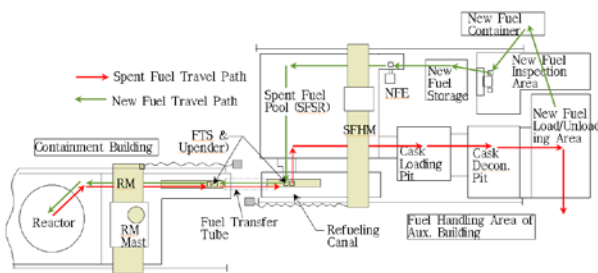 New Fuel
Container
Spent Fuel Travel Path
New Fuel Travel Path
Spent Fuel
Pool (SFSR)
NFE
New
Fuel
Storage
New Fuel
Inspection
Area
New Fuel
Load/Unload
ing Area
FTS &
Upender)
SFHM
Containment Building
Cask
Loading
Pit
Cask
Decon.
Pit
RM
Reactor
RM
Mast
Fuel Transfer
Tube
Refueling
Canal
Fuel Handling Area of
Aux. Building